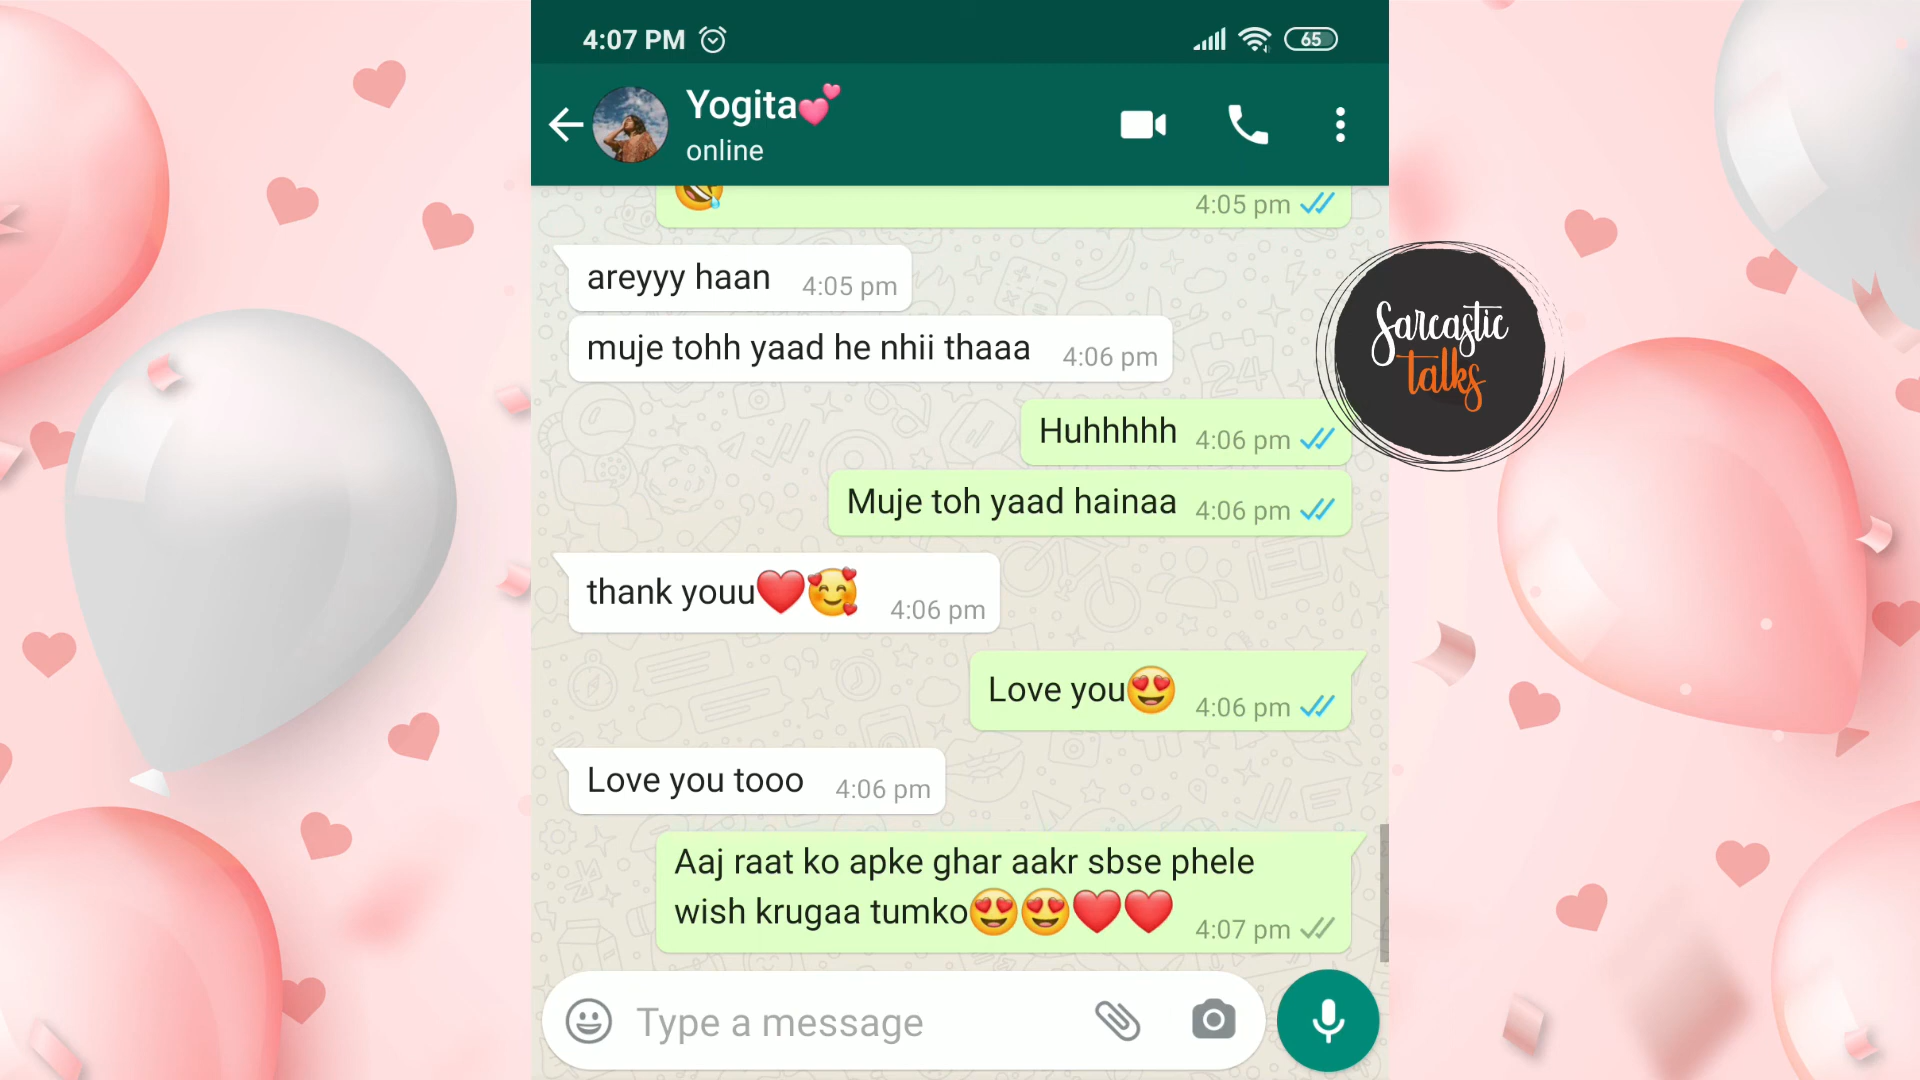 4:07 PM
65
Yogita💕
online
4:05 pm
areyyy haan 4:05 pm
muje tohh yaad he nhii thaaa 4:06 pm
Huhhhhh 4:06 pm
Muje toh yaad hainaa 4:06 pm
thank youu❤️🥰 4:06 pm
Love you😍 4:06 pm
Love you tooo 4:06 pm
Aaj raat ko apke ghar aakr sbse phele
wish krugaa tumko😍😍❤️❤️ 4:07 pm
Type a message
Sarcastic
talks